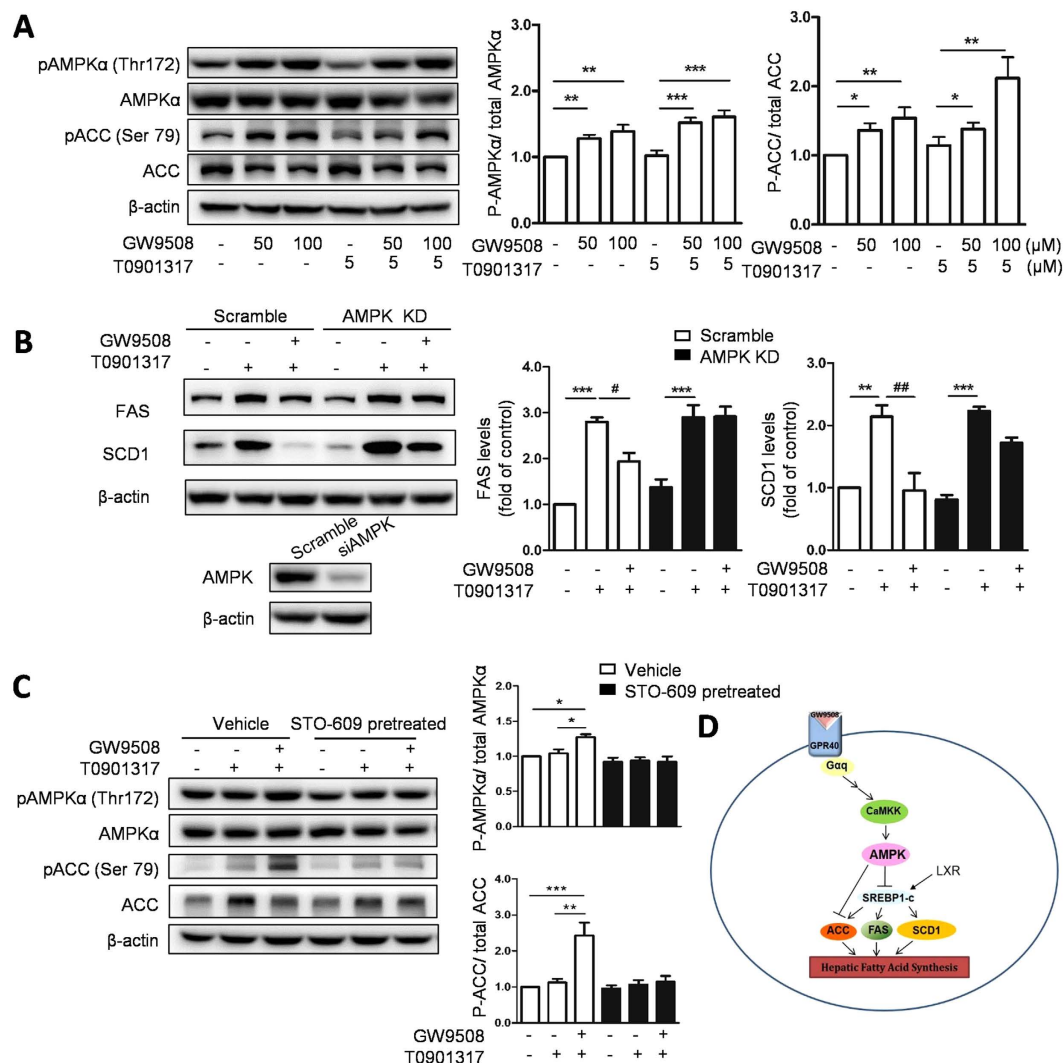 A
pAMPKα (Thr172)
AMPKα
pACC (Ser 79)
ACC
β-actin
GW9508 - 50 100 - 50 100
T0901317 - - - 5 5 5
P-AMPKα/ total AMPKα
3.0
2.0
1.0
0.0
** ** *** ***
GW9508 - 50 100 - 50 100
T0901317 - - - 5 5 5
P-ACC/ total ACC
3.0
2.0
1.0
0.0
* ** * **
- 50 100 - 50 100 (μM)
- - - 5 5 5 (μM)
B
Scramble AMPK KD
GW9508 - - + - - +
T0901317 - + + - + +
FAS
SCD1
β-actin
Scramble
siAMPK
AMPK
β-actin
Scramble
AMPK KD
FAS levels
(fold of control)
4.0
3.0
2.0
1.0
0.0
*** # ***
GW9508 - - + - - +
T0901317 - + + - + +
SCD1 levels
(fold of control)
3.0
2.0
1.0
0.0
** ## ***
- - + - - +
- + + - + +
C
Vehicle STO-609 pretreated
GW9508 - - + - - +
T0901317 - + + - + +
pAMPKα (Thr172)
AMPKα
pACC (Ser 79)
ACC
β-actin
Vehicle
STO-609 pretreated
P-AMPKα/ total AMPKα
2.0
1.5
1.0
0.5
0.0
* *
P-ACC/ total ACC
3.0
2.0
1.0
0.0
*** **
GW9508 - - + - - +
T0901317 - + + - + +
D
GW9508
GPR40
Gαq
CaMKK
AMPK
LXR
SREBP1-c
ACC FAS SCD1
Hepatic Fatty Acid Synthesis